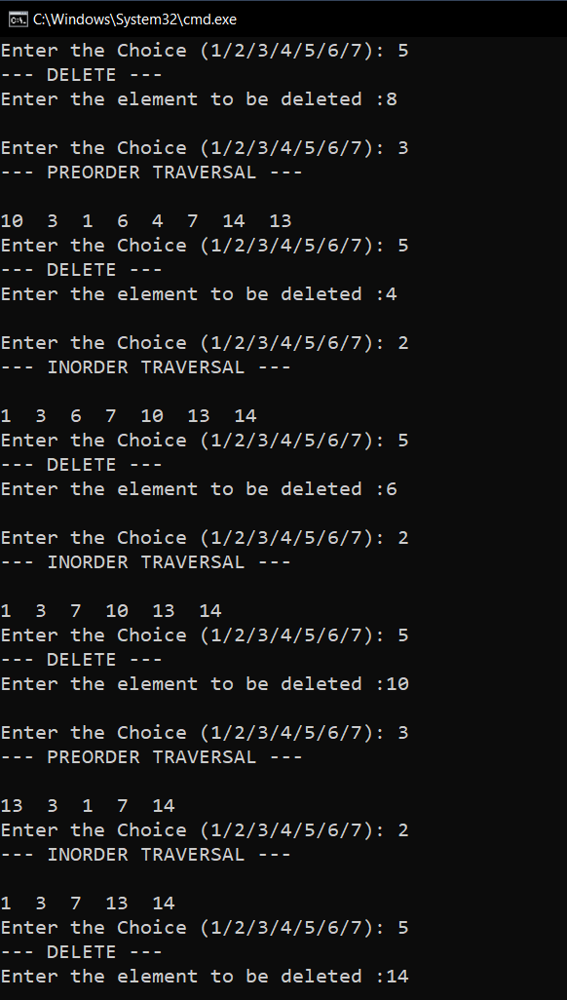 C:\Windows\System32\cmd.exe
Enter the Choice (1/2/3/4/5/6/7): 5
--- DELETE ---
Enter the element to be deleted :8
Enter the Choice (1/2/3/4/5/6/7): 3
--- PREORDER TRAVERSAL ---
10  3  1  6  4  7  14  13
Enter the Choice (1/2/3/4/5/6/7): 5
--- DELETE ---
Enter the element to be deleted :4
Enter the Choice (1/2/3/4/5/6/7): 2
--- INORDER TRAVERSAL ---
1  3  6  7  10  13  14
Enter the Choice (1/2/3/4/5/6/7): 5
--- DELETE ---
Enter the element to be deleted :6
Enter the Choice (1/2/3/4/5/6/7): 2
--- INORDER TRAVERSAL ---
1  3  7  10  13  14
Enter the Choice (1/2/3/4/5/6/7): 5
--- DELETE ---
Enter the element to be deleted :10
Enter the Choice (1/2/3/4/5/6/7): 3
--- PREORDER TRAVERSAL ---
13  3  1  7  14
Enter the Choice (1/2/3/4/5/6/7): 2
--- INORDER TRAVERSAL ---
1  3  7  13  14
Enter the Choice (1/2/3/4/5/6/7): 5
--- DELETE ---
Enter the element to be deleted :14